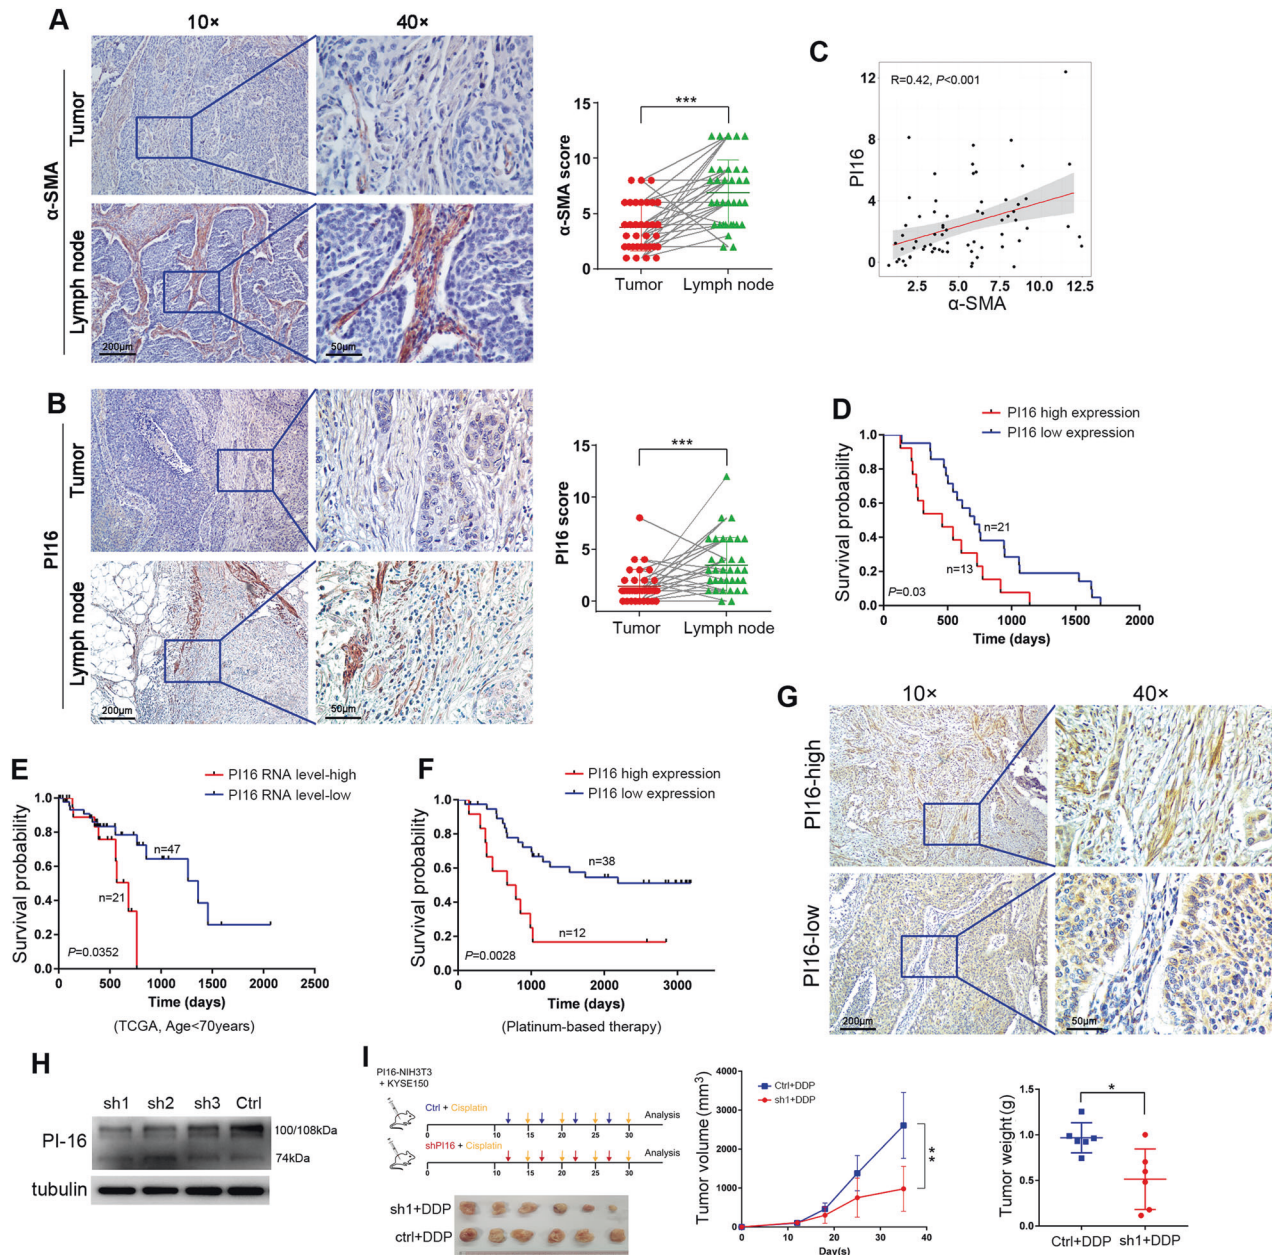 A
10×
40×
α-SMA
Tumor
Lymph node
200μm
50μm
α-SMA score
15
10
5
0
***
Tumor
Lymph node
C
R=0.42, P<0.001
PI16
12
8
4
0
2.5
5.0
7.5
10.0
12.5
α-SMA
B
PI16
Tumor
Lymph node
200μm
50μm
PI16 score
15
10
5
0
***
Tumor
Lymph node
D
PI16 high expression
PI16 low expression
Survival probability
1.0
0.8
0.6
0.4
0.2
0.0
n=21
n=13
P=0.03
0
500
1000
1500
2000
Time (days)
E
PI16 RNA level-high
PI16 RNA level-low
Survival probability
1.0
0.8
0.6
0.4
0.2
0.0
n=47
n=21
P=0.0352
0
500
1000
1500
2000
2500
Time (days)
(TCGA, Age<70years)
F
PI16 high expression
PI16 low expression
Survival probability
1.0
0.8
0.6
0.4
0.2
0.0
n=38
n=12
P=0.0028
0
1000
2000
3000
Time (days)
(Platinum-based therapy)
G
10×
40×
PI16-high
PI16-low
200μm
50μm
H
sh1 sh2 sh3 Ctrl
PI-16
100/108kDa
74kDa
tubulin
I
PI16-NIH3T3
+ KYSE150
Ctrl + Cisplatin
Analysis
0 10 15 20 25 30
shPI16 + Cisplatin
Analysis
0 10 15 20 25 30
sh1+DDP
ctrl+DDP
Tumor volume (mm3)
4000
3000
2000
1000
0
Ctrl+DDP
sh1+DDP
**
0
10
20
30
40
Day(s)
Tumor weight (g)
1.5
1.0
0.5
0.0
*
Ctrl+DDP
sh1+DDP